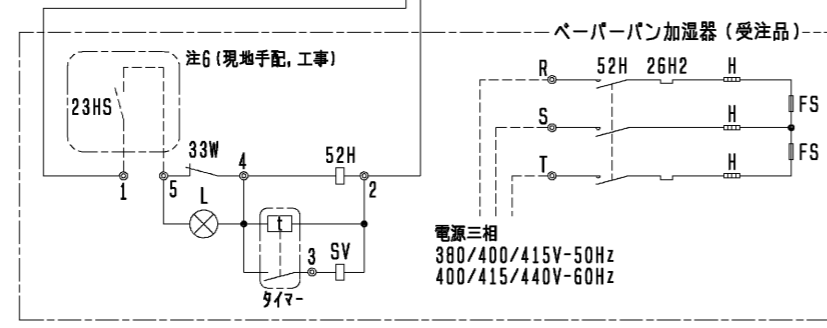 ペーパーパン加湿器(受注品)
注6(現地手配,工事)
R
52H
26H2
H
23HS
FS
S
H
33W
4
52H
FS
T
H
1
5
2
L
t
電源三相
3
SV
380/400/415V-50Hz
400/415/440V-60Hz
タイマー